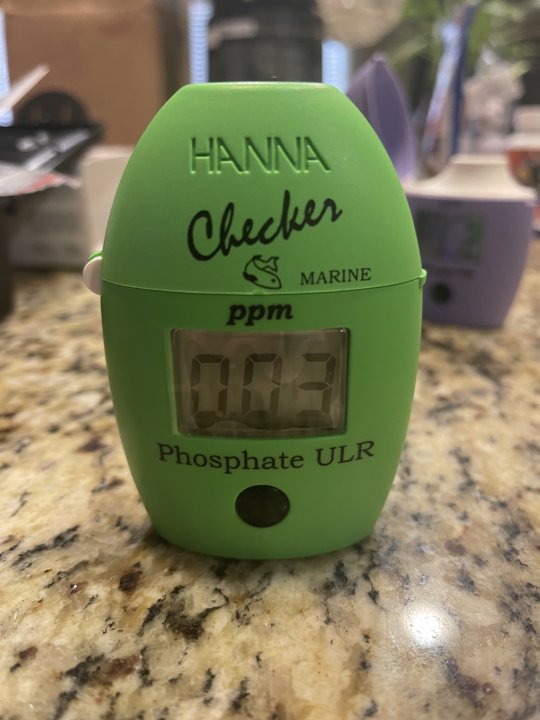 HANNA
Checker
MARINE
ppm
0.03
Phosphate ULR